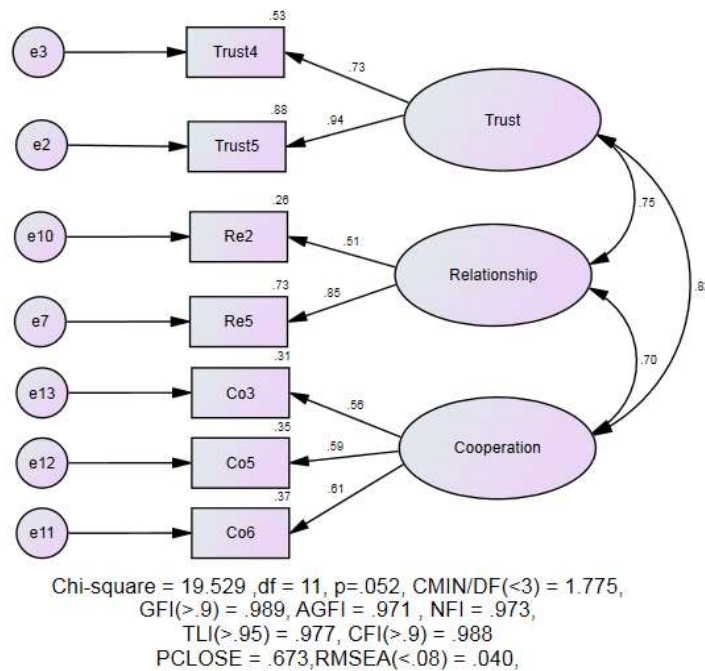 .53
e3
Trust4
.73
Trust
.88
.94
e2
Trust5
.75
.26
e10
Re2
.51
Relationship
.73
.85
e7
Re5
.70
.31
e13
Co3
.56
.35
.59
Cooperation
e12
Co5
.37
.61
e11
Co6
Chi-square = 19.529 ,df = 11, p=.052, CMIN/DF(<3) = 1.775,
GFI(>.9) = .989, AGFI = .971 , NFI = .973,
TLI(>.95) = .977, CFI(>.9) = .988
PCLOSE = .673,RMSEA(<.08) = .040,